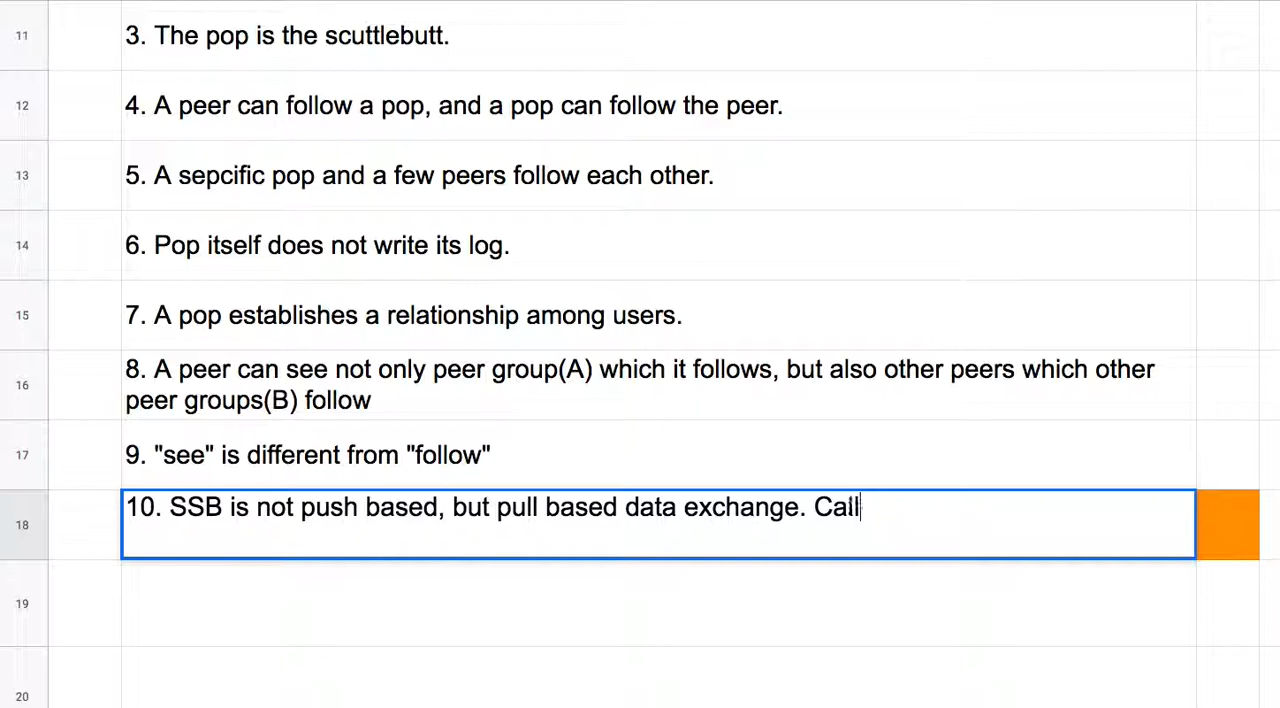 11
3. The pop is the scuttlebutt.
12
4. A peer can follow a pop, and a pop can follow the peer.
13
5. A sepcific pop and a few peers follow each other.
14
6. Pop itself does not write its log.
15
7. A pop establishes a relationship among users.
16
8. A peer can see not only peer group(A) which it follows, but also other peers which other
peer groups(B) follow
17
9. "see" is different from "follow"
18
10. SSB is not push based, but pull based data exchange. Call
19
20